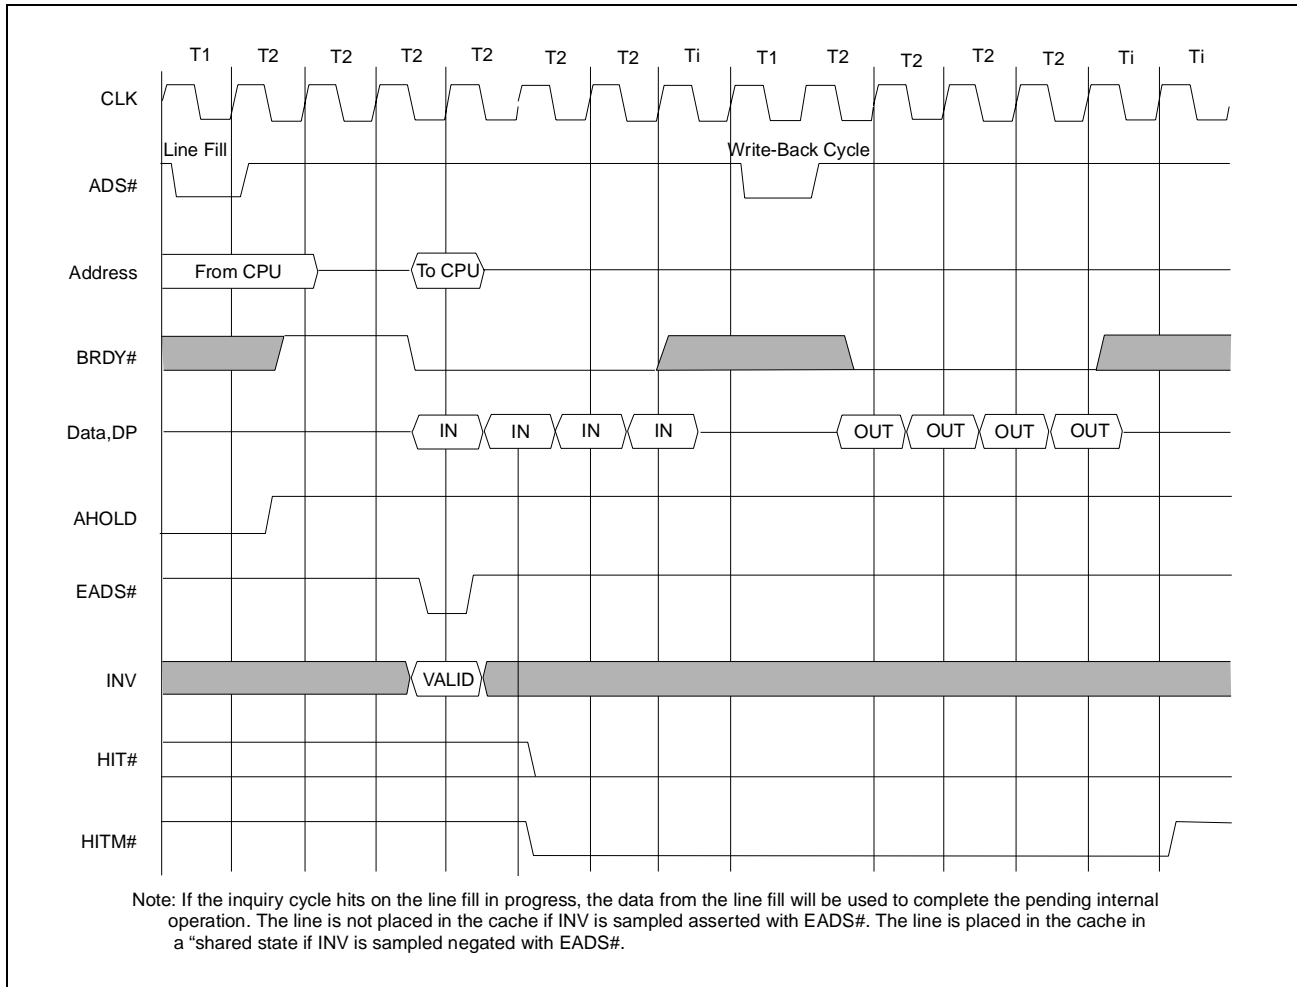 T1 T2 T2 T2 T2 T2 T2 Ti T1 T2 T2 T2 T2 Ti Ti
CLK
Line Fill Write-Back Cycle
ADS#
Address From CPU To CPU
BRDY#
Data,DP IN IN IN IN OUT OUT OUT OUT
AHOLD
EADS#
INV VALID
HIT#
HITM#
Note: If the inquiry cycle hits on the line fill in progress, the data from the line fill will be used to complete the pending internal
operation. The line is not placed in the cache if INV is sampled asserted with EADS#. The line is placed in the cache in
a “shared state if INV is sampled negated with EADS#.